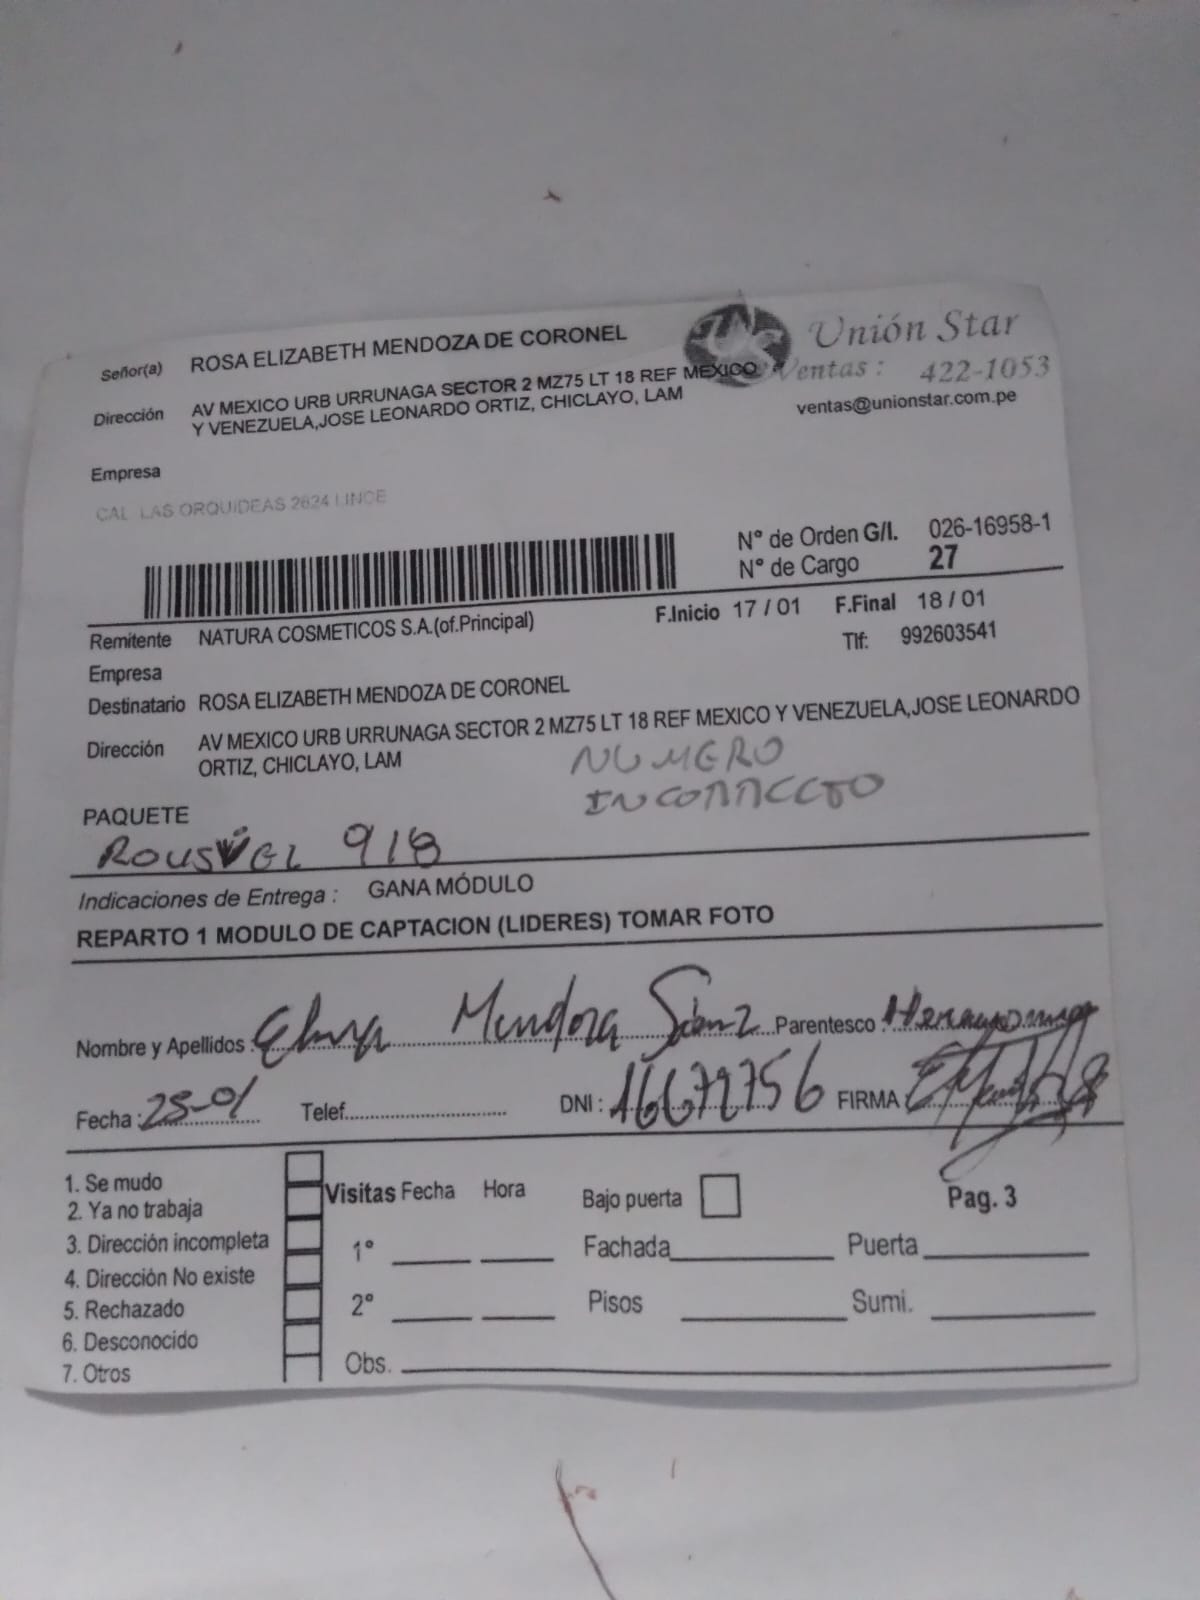 Señor(a) ROSA ELIZABETH MENDOZA DE CORONEL
Unión Star
Ventas : 422-1053
ventas@unionstar.com.pe
Dirección AV MEXICO URB URRUNAGA SECTOR 2 MZ75 LT 18 REF MEXICO
Y VENEZUELA,JOSE LEONARDO ORTIZ, CHICLAYO, LAM
Empresa
CAL LAS ORQUIDEAS 2624 LINCE
N° de Orden G/I. 026-16958-1
N° de Cargo 27
Remitente NATURA COSMETICOS S.A.(of.Principal) F.Inicio 17 / 01 F.Final 18 / 01
Empresa Tlf: 992603541
Destinatario ROSA ELIZABETH MENDOZA DE CORONEL
Dirección AV MEXICO URB URRUNAGA SECTOR 2 MZ75 LT 18 REF MEXICO Y VENEZUELA,JOSE LEONARDO
ORTIZ, CHICLAYO, LAM
NUMERO
INCORRECTO
PAQUETE
918
Indicaciones de Entrega : GANA MÓDULO
REPARTO 1 MODULO DE CAPTACION (LIDERES) TOMAR FOTO
Nombre y Apellidos : Mendoza Parentesco :
Fecha : 25-01 Telef. DNI : 16679756 FIRMA
1. Se mudo
2. Ya no trabaja
3. Dirección incompleta
4. Dirección No existe
5. Rechazado
6. Desconocido
7. Otros
Visitas Fecha Hora
1°
2°
Obs.
Bajo puerta
Pag. 3
Fachada Puerta
Pisos Sumi.